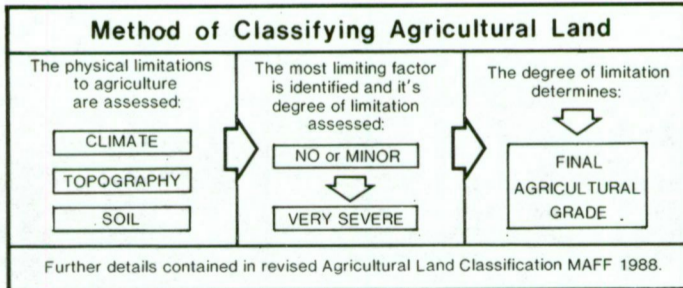 Method of Classifying Agricultural Land
The physical limitations
to agriculture
are assessed:
CLIMATE
TOPOGRAPHY
SOIL
The most limiting factor
is identified and it's
degree of limitation
assessed:
NO or MINOR
VERY SEVERE
The degree of limitation
determines:
FINAL
AGRICULTURAL
GRADE
Further details contained in revised Agricultural Land Classification MAFF 1988.